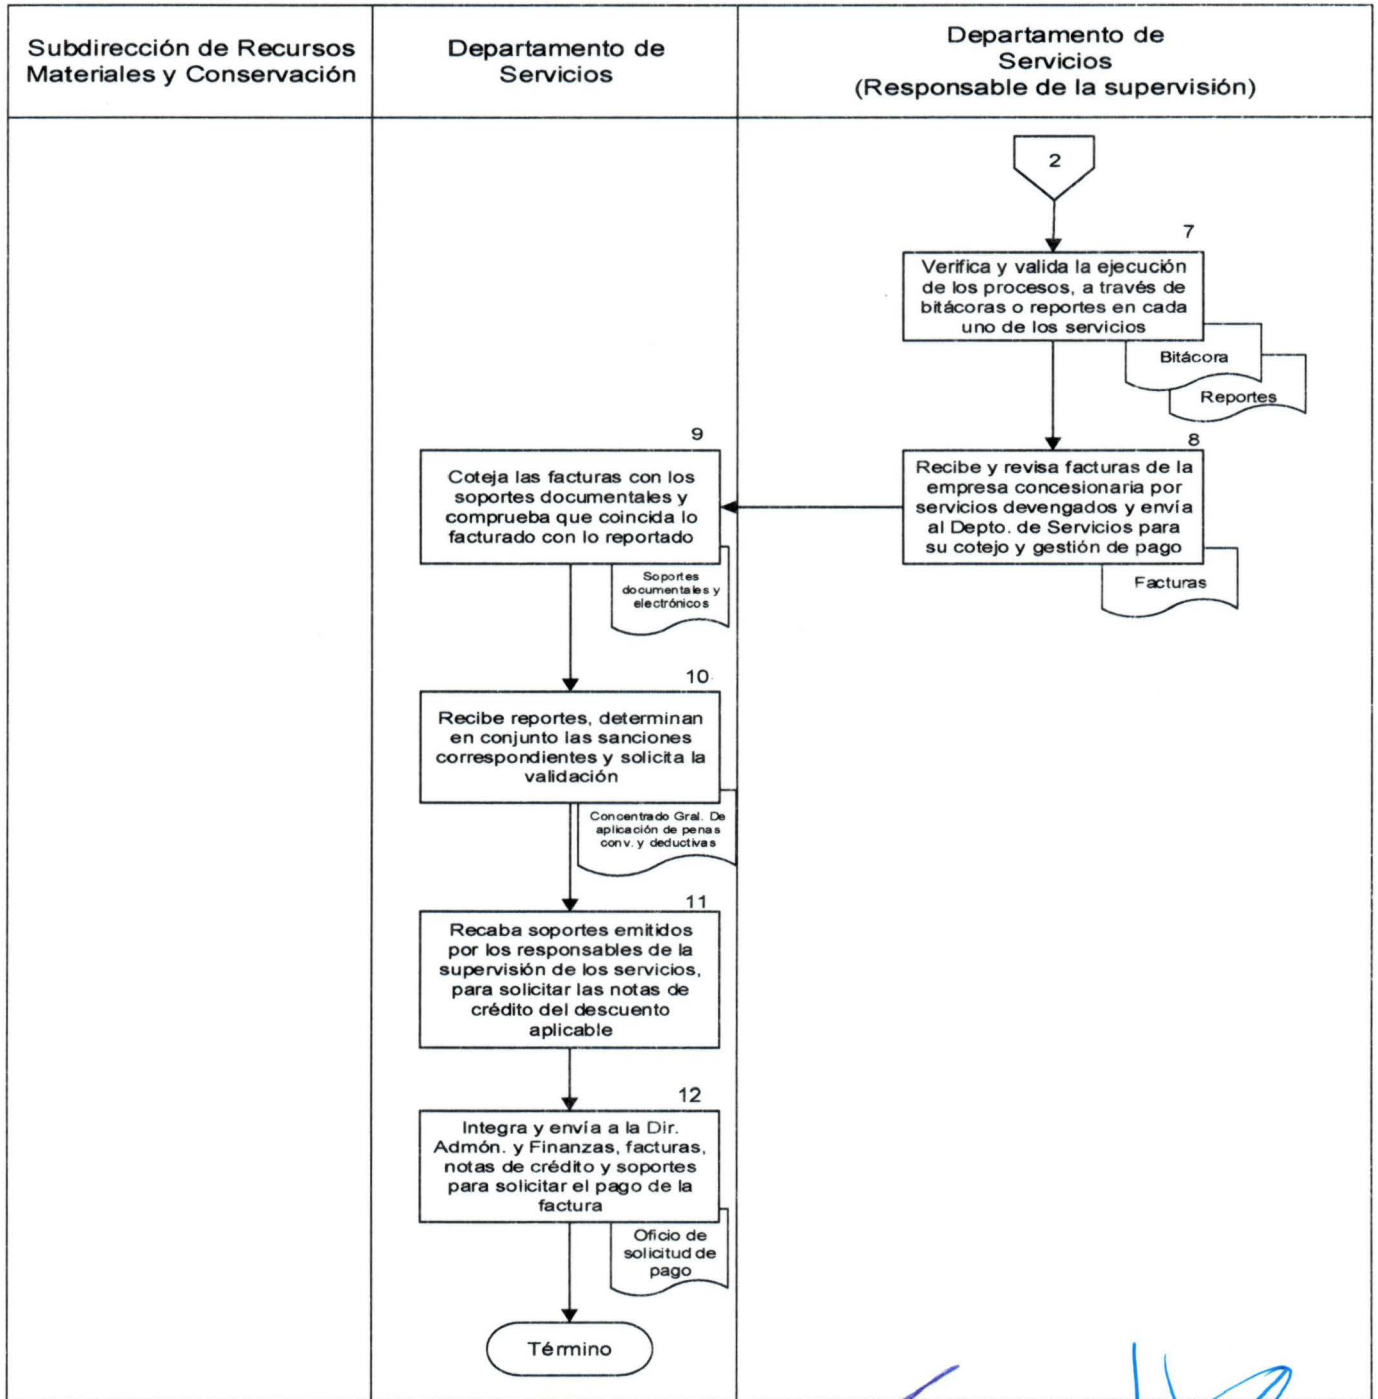 Subdirección de Recursos
Materiales y Conservación
Departamento de
Servicios
Departamento de
Servicios
(Responsable de la supervisión)
2
7
Verifica y valida la ejecución
de los procesos, a través de
bitácoras o reportes en cada
uno de los servicios
Bitácora
Reportes
8
Recibe y revisa facturas de la
empresa concesionaria por
servicios devengados y envía
al Depto. de Servicios para
su cotejo y gestión de pago
Facturas
9
Coteja las facturas con los
soportes documentales y
comprueba que coincida lo
facturado con lo reportado
Soportes
documentales y
electrónicos
10
Recibe reportes, determinan
en conjunto las sanciones
correspondientes y solicita la
validación
Concentrado Gral. De
aplicación de penas
conv. y deductivas
11
Recaba soportes emitidos
por los responsables de la
supervisión de los servicios,
para solicitar las notas de
crédito del descuento
aplicable
12
Integra y envía a la Dir.
Admón. y Finanzas, facturas,
notas de crédito y soportes
para solicitar el pago de la
factura
Oficio de
solicitud de
pago
Término